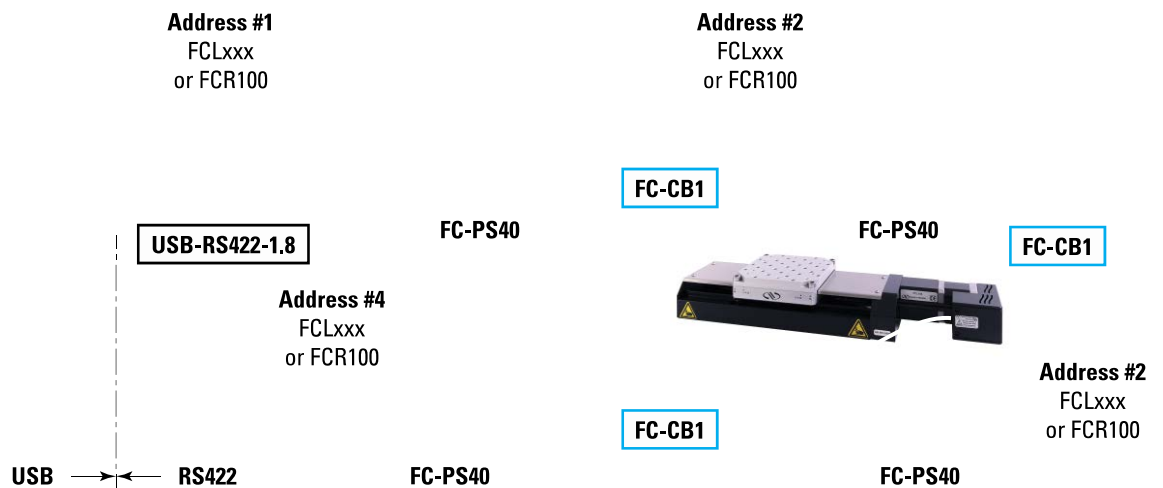 Address #1
FCLxxx
or FCR100
Address #2
FCLxxx
or FCR100
FC-CB1
USB-RS422-1.8
FC-PS40
FC-PS40
FC-CB1
Address #4
FCLxxx
or FCR100
Address #2
FCLxxx
or FCR100
FC-CB1
USB
RS422
FC-PS40
FC-PS40